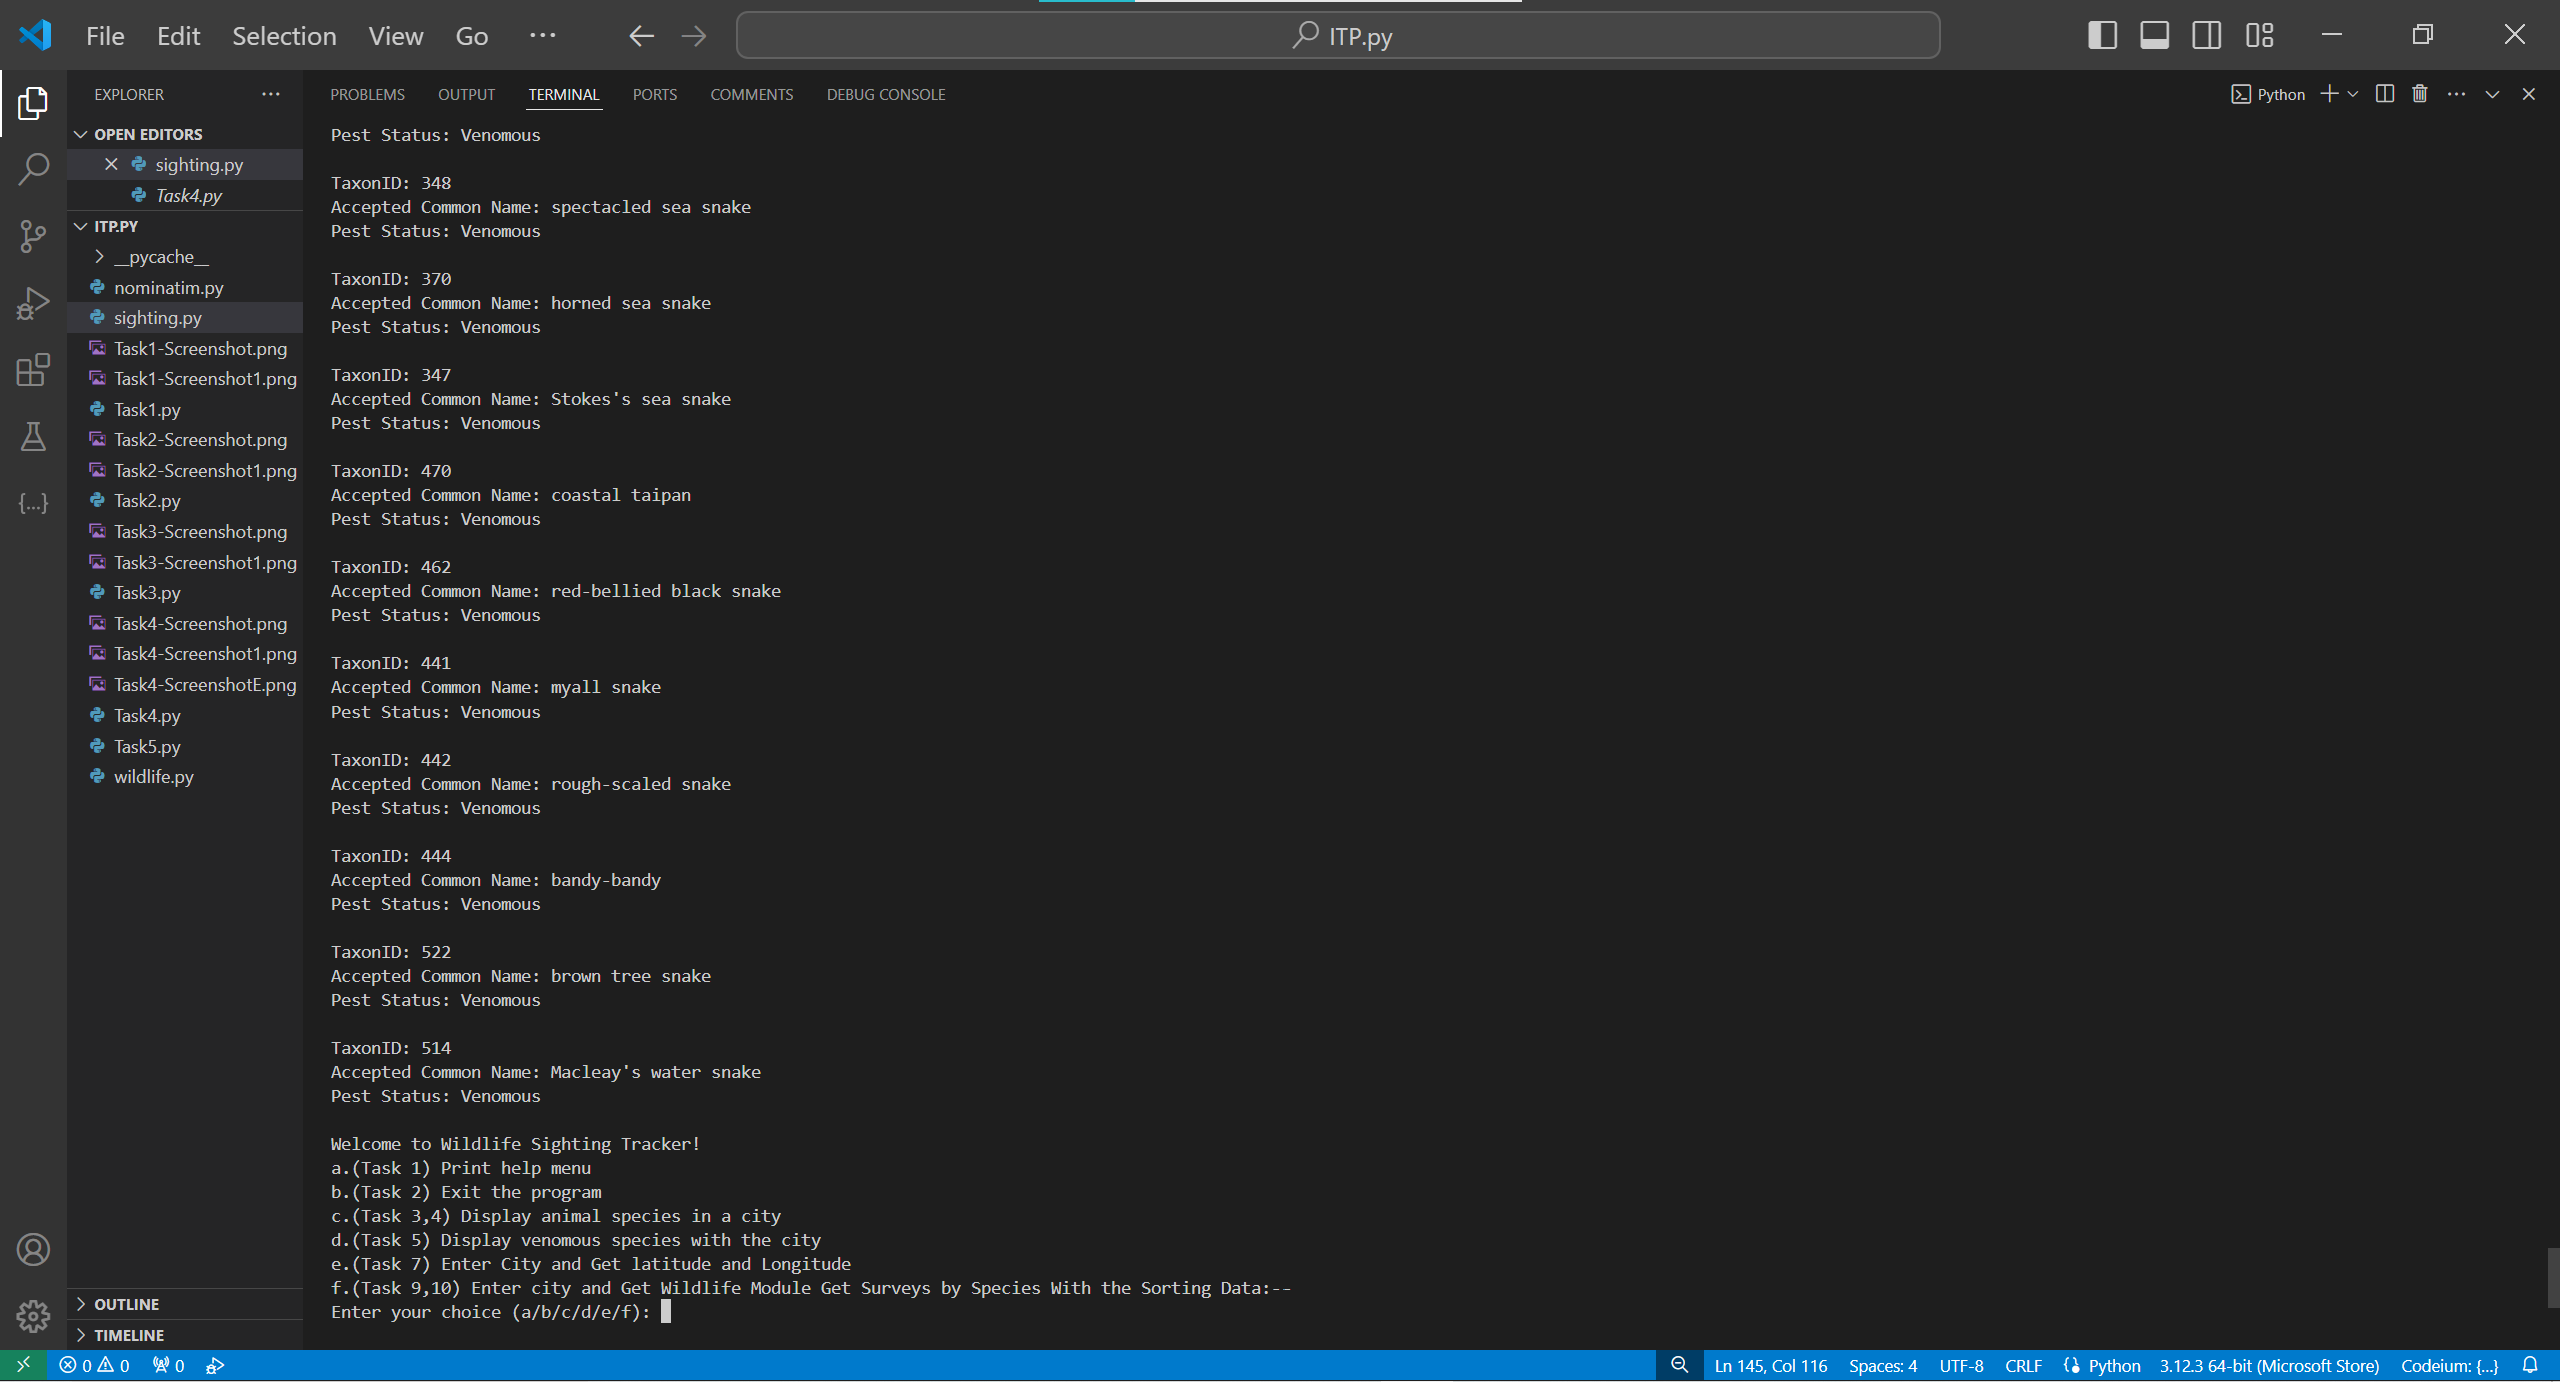 File Edit Selection View Go ··· ITP.py
EXPLORER ···
OPEN EDITORS
sighting.py
Task4.py
ITP.PY
__pycache__
nominatim.py
sighting.py
Task1-Screenshot.png
Task1-Screenshot1.png
Task1.py
Task2-Screenshot.png
Task2-Screenshot1.png
Task2.py
Task3-Screenshot.png
Task3-Screenshot1.png
Task3.py
Task4-Screenshot.png
Task4-Screenshot1.png
Task4-ScreenshotE.png
Task4.py
Task5.py
wildlife.py
OUTLINE
TIMELINE
PROBLEMS OUTPUT TERMINAL PORTS COMMENTS DEBUG CONSOLE Python
Pest Status: Venomous
TaxonID: 348
Accepted Common Name: spectacled sea snake
Pest Status: Venomous
TaxonID: 370
Accepted Common Name: horned sea snake
Pest Status: Venomous
TaxonID: 347
Accepted Common Name: Stokes's sea snake
Pest Status: Venomous
TaxonID: 470
Accepted Common Name: coastal taipan
Pest Status: Venomous
TaxonID: 462
Accepted Common Name: red-bellied black snake
Pest Status: Venomous
TaxonID: 441
Accepted Common Name: myall snake
Pest Status: Venomous
TaxonID: 442
Accepted Common Name: rough-scaled snake
Pest Status: Venomous
TaxonID: 444
Accepted Common Name: bandy-bandy
Pest Status: Venomous
TaxonID: 522
Accepted Common Name: brown tree snake
Pest Status: Venomous
TaxonID: 514
Accepted Common Name: Macleay's water snake
Pest Status: Venomous
Welcome to Wildlife Sighting Tracker!
a.(Task 1) Print help menu
b.(Task 2) Exit the program
c.(Task 3,4) Display animal species in a city
d.(Task 5) Display venomous species with the city
e.(Task 7) Enter City and Get latitude and Longitude
f.(Task 9,10) Enter city and Get Wildlife Module Get Surveys by Species With the Sorting Data:--
Enter your choice (a/b/c/d/e/f):
0 0 0 Ln 145, Col 116 Spaces: 4 UTF-8 CRLF Python 3.12.3 64-bit (Microsoft Store) Codeium: {...}